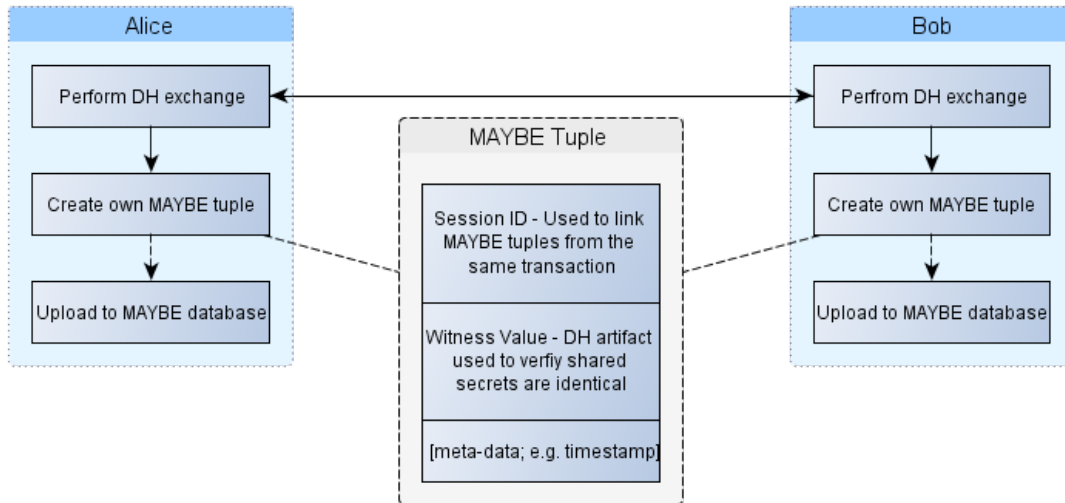 Alice
Perform DH exchange
Create own MAYBE tuple
Upload to MAYBE database
MAYBE Tuple
Session ID - Used to link
MAYBE tuples from the
same transaction
Witness Value - DH artifact
used to verfiy shared
secrets are identical
[meta-data; e.g. timestamp]
Bob
Perfrom DH exchange
Create own MAYBE tuple
Upload to MAYBE database